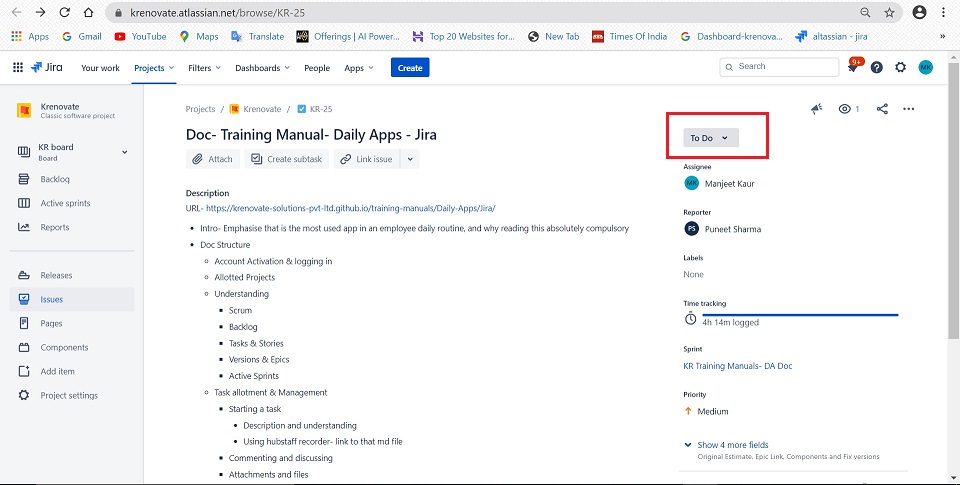 krenovate.atlassian.net/browse/KR-25
Apps Gmail YouTube Maps Translate Offerings | AI Power... Top 20 Websites for... New Tab Times Of India Dashboard-krenova... altassian - jira »
Jira Your work Projects Filters Dashboards People Apps Create Search 9+ MK
Krenovate
Classic software project
KR board
Board
Backlog
Active sprints
Reports
Releases
Issues
Pages
Components
Add item
Project settings
Projects / Krenovate / KR-25
Doc- Training Manual- Daily Apps - Jira
Attach Create subtask Link issue
Description
URL- https://krenovate-solutions-pvt-ltd.github.io/training-manuals/Daily-Apps/Jira/
Intro- Emphasise that is the most used app in an employee daily routine, and why reading this absolutely compulsory
Doc Structure
Account Activation & logging in
Allotted Projects
Understanding
Scrum
Backlog
Tasks & Stories
Versions & Epics
Active Sprints
Task allotment & Management
Starting a task
Description and understanding
Using hubstaff recorder- link to that md file
Commenting and discussing
Attachments and files
1
To Do
Assignee
MK Manjeet Kaur
Reporter
PS Puneet Sharma
Labels
None
Time tracking
4h 14m logged
Sprint
KR Training Manuals- DA Doc
Priority
Medium
Show 4 more fields
Original Estimate, Epic Link, Components and Fix versions